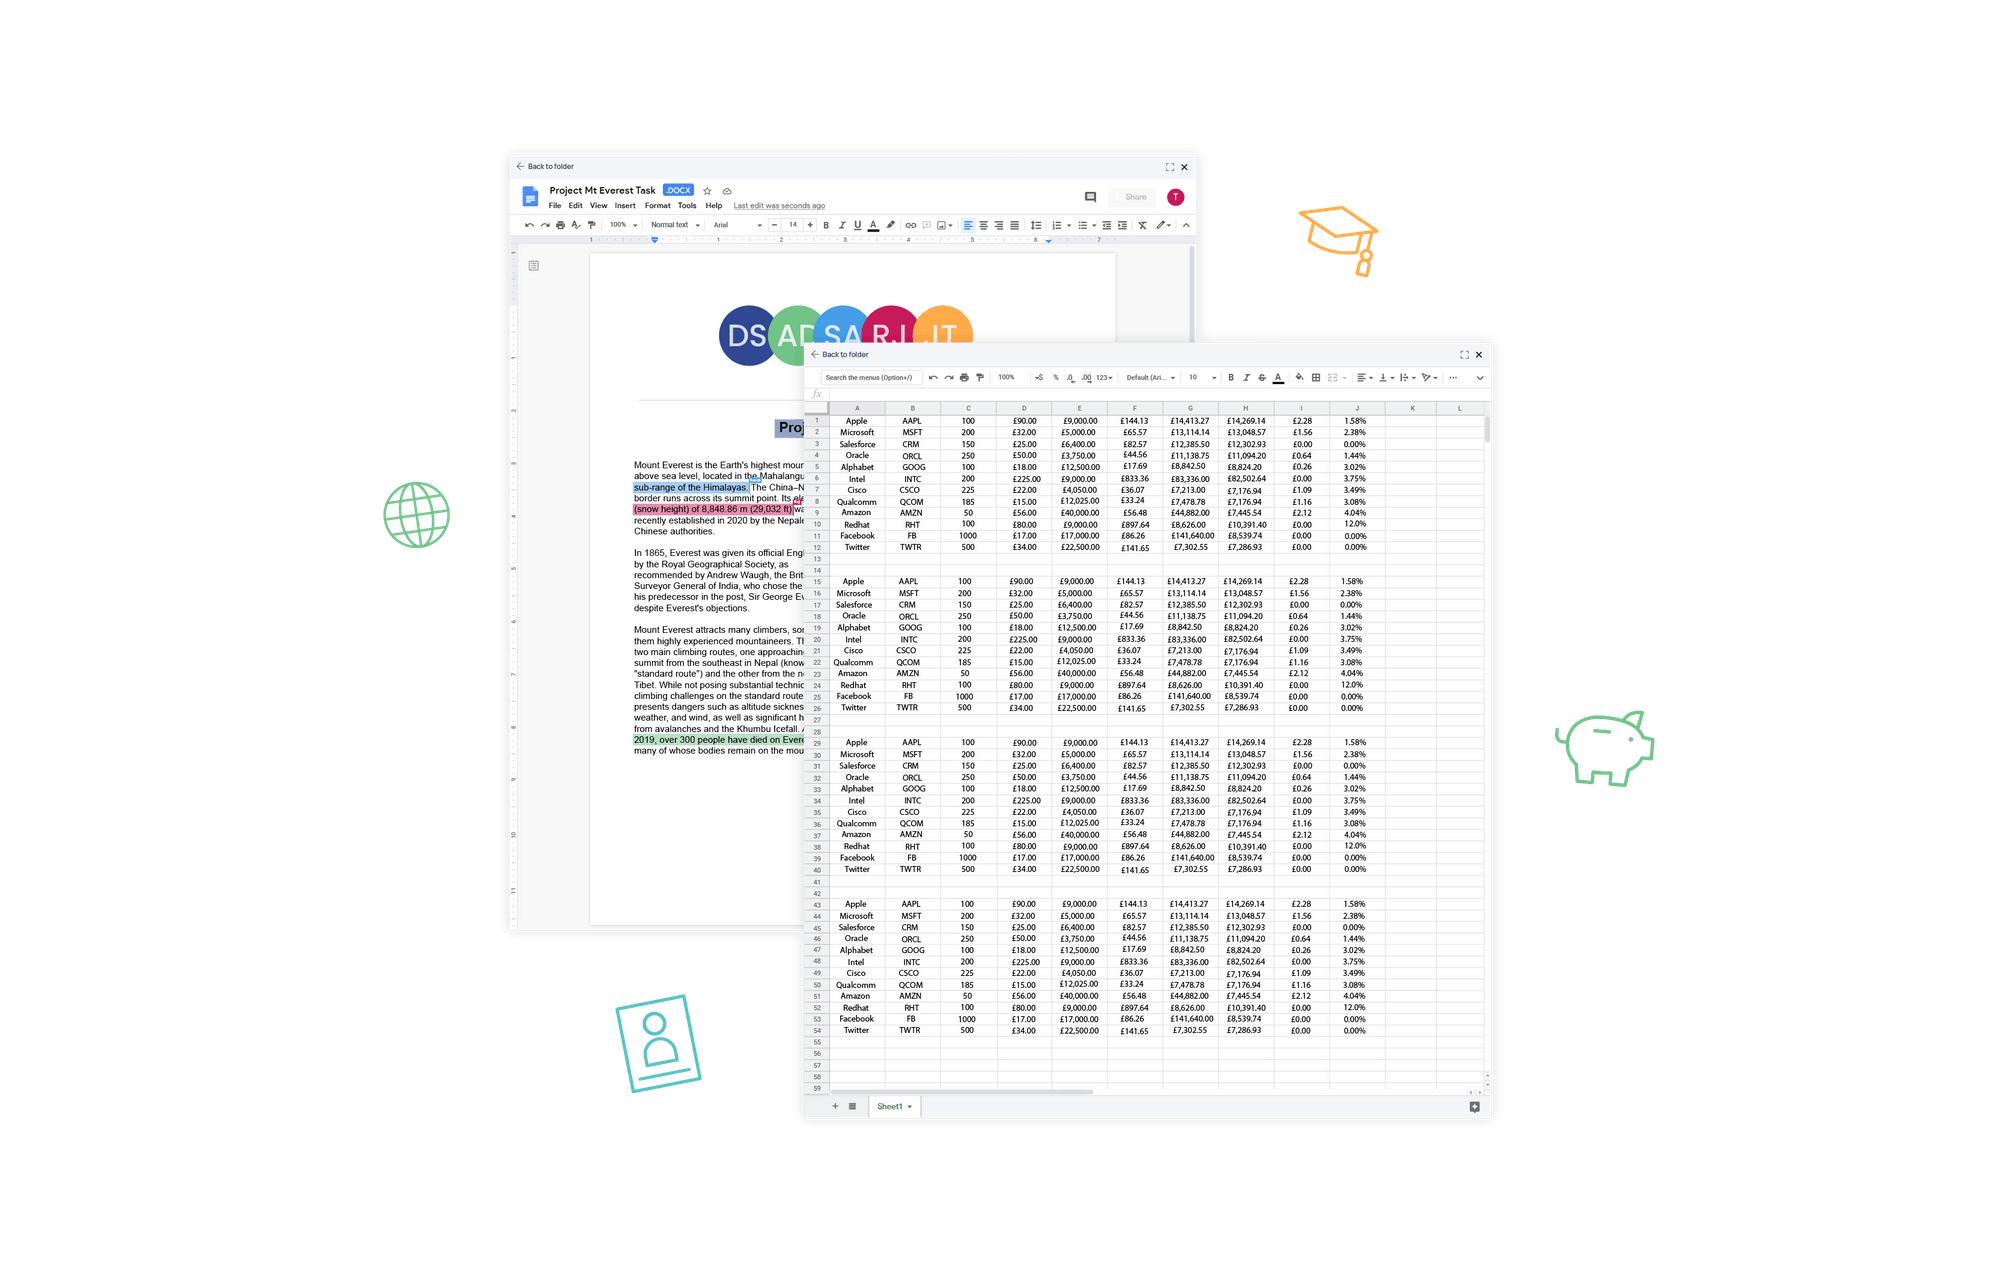 Back to folder
Project Mt Everest Task .DOCX
File Edit View Insert Format Tools Help Last edit was seconds ago
Share
T
100% Normal text Arial 14
DS AD SA RJ JT
Proj
Mount Everest is the Earth's highest moun
above sea level, located in the Mahalangu
sub-range of the Himalayas. The China–N
border runs across its summit point. Its ele
(snow height) of 8,848.86 m (29,032 ft) wa
recently established in 2020 by the Nepale
Chinese authorities.
In 1865, Everest was given its official Eng
by the Royal Geographical Society, as
recommended by Andrew Waugh, the Brit
Surveyor General of India, who chose the
his predecessor in the post, Sir George Ev
despite Everest's objections.
Mount Everest attracts many climbers, som
them highly experienced mountaineers. Th
two main climbing routes, one approaching
summit from the southeast in Nepal (know
"standard route") and the other from the no
Tibet. While not posing substantial technic
climbing challenges on the standard route
presents dangers such as altitude sicknes
weather, and wind, as well as significant h
from avalanches and the Khumbu Icefall. A
2019, over 300 people have died on Evere
many of whose bodies remain on the mou
Back to folder
Search the menus (Option+/) 100% % .0 .00 123 Default (Ari... 10
fx
A B C D E F G H I J K L
1 Apple AAPL 100 £90.00 £9,000.00 £144.13 £14,413.27 £14,269.14 £2.28 1.58%
2 Microsoft MSFT 200 £32.00 £5,000.00 £65.57 £13,114.14 £13,048.57 £1.56 2.38%
3 Salesforce CRM 150 £25.00 £6,400.00 £82.57 £12,385.50 £12,302.93 £0.00 0.00%
4 Oracle ORCL 250 £50.00 £3,750.00 £44.56 £11,138.75 £11,094.20 £0.64 1.44%
5 Alphabet GOOG 100 £18.00 £12,500.00 £17.69 £8,842.50 £8,824.20 £0.26 3.02%
6 Intel INTC 200 £225.00 £9,000.00 £833.36 £83,336.00 £82,502.64 £0.00 3.75%
7 Cisco CSCO 225 £22.00 £4,050.00 £36.07 £7,213.00 £7,176.94 £1.09 3.49%
8 Qualcomm QCOM 185 £15.00 £12,025.00 £33.24 £7,478.78 £7,176.94 £1.16 3.08%
9 Amazon AMZN 50 £56.00 £40,000.00 £56.48 £44,882.00 £7,445.54 £2.12 4.04%
10 Redhat RHT 100 £80.00 £9,000.00 £897.64 £8,626.00 £10,391.40 £0.00 12.0%
11 Facebook FB 1000 £17.00 £17,000.00 £86.26 £141,640.00 £8,539.74 £0.00 0.00%
12 Twitter TWTR 500 £34.00 £22,500.00 £141.65 £7,302.55 £7,286.93 £0.00 0.00%
13
14
15 Apple AAPL 100 £90.00 £9,000.00 £144.13 £14,413.27 £14,269.14 £2.28 1.58%
16 Microsoft MSFT 200 £32.00 £5,000.00 £65.57 £13,114.14 £13,048.57 £1.56 2.38%
17 Salesforce CRM 150 £25.00 £6,400.00 £82.57 £12,385.50 £12,302.93 £0.00 0.00%
18 Oracle ORCL 250 £50.00 £3,750.00 £44.56 £11,138.75 £11,094.20 £0.64 1.44%
19 Alphabet GOOG 100 £18.00 £12,500.00 £17.69 £8,842.50 £8,824.20 £0.26 3.02%
20 Intel INTC 200 £225.00 £9,000.00 £833.36 £83,336.00 £82,502.64 £0.00 3.75%
21 Cisco CSCO 225 £22.00 £4,050.00 £36.07 £7,213.00 £7,176.94 £1.09 3.49%
22 Qualcomm QCOM 185 £15.00 £12,025.00 £33.24 £7,478.78 £7,176.94 £1.16 3.08%
23 Amazon AMZN 50 £56.00 £40,000.00 £56.48 £44,882.00 £7,445.54 £2.12 4.04%
24 Redhat RHT 100 £80.00 £9,000.00 £897.64 £8,626.00 £10,391.40 £0.00 12.0%
25 Facebook FB 1000 £17.00 £17,000.00 £86.26 £141,640.00 £8,539.74 £0.00 0.00%
26 Twitter TWTR 500 £34.00 £22,500.00 £141.65 £7,302.55 £7,286.93 £0.00 0.00%
27
28
29 Apple AAPL 100 £90.00 £9,000.00 £144.13 £14,413.27 £14,269.14 £2.28 1.58%
30 Microsoft MSFT 200 £32.00 £5,000.00 £65.57 £13,114.14 £13,048.57 £1.56 2.38%
31 Salesforce CRM 150 £25.00 £6,400.00 £82.57 £12,385.50 £12,302.93 £0.00 0.00%
32 Oracle ORCL 250 £50.00 £3,750.00 £44.56 £11,138.75 £11,094.20 £0.64 1.44%
33 Alphabet GOOG 100 £18.00 £12,500.00 £17.69 £8,842.50 £8,824.20 £0.26 3.02%
34 Intel INTC 200 £225.00 £9,000.00 £833.36 £83,336.00 £82,502.64 £0.00 3.75%
35 Cisco CSCO 225 £22.00 £4,050.00 £36.07 £7,213.00 £7,176.94 £1.09 3.49%
36 Qualcomm QCOM 185 £15.00 £12,025.00 £33.24 £7,478.78 £7,176.94 £1.16 3.08%
37 Amazon AMZN 50 £56.00 £40,000.00 £56.48 £44,882.00 £7,445.54 £2.12 4.04%
38 Redhat RHT 100 £80.00 £9,000.00 £897.64 £8,626.00 £10,391.40 £0.00 12.0%
39 Facebook FB 1000 £17.00 £17,000.00 £86.26 £141,640.00 £8,539.74 £0.00 0.00%
40 Twitter TWTR 500 £34.00 £22,500.00 £141.65 £7,302.55 £7,286.93 £0.00 0.00%
41
42
43 Apple AAPL 100 £90.00 £9,000.00 £144.13 £14,413.27 £14,269.14 £2.28 1.58%
44 Microsoft MSFT 200 £32.00 £5,000.00 £65.57 £13,114.14 £13,048.57 £1.56 2.38%
45 Salesforce CRM 150 £25.00 £6,400.00 £82.57 £12,385.50 £12,302.93 £0.00 0.00%
46 Oracle ORCL 250 £50.00 £3,750.00 £44.56 £11,138.75 £11,094.20 £0.64 1.44%
47 Alphabet GOOG 100 £18.00 £12,500.00 £17.69 £8,842.50 £8,824.20 £0.26 3.02%
48 Intel INTC 200 £225.00 £9,000.00 £833.36 £83,336.00 £82,502.64 £0.00 3.75%
49 Cisco CSCO 225 £22.00 £4,050.00 £36.07 £7,213.00 £7,176.94 £1.09 3.49%
50 Qualcomm QCOM 185 £15.00 £12,025.00 £33.24 £7,478.78 £7,176.94 £1.16 3.08%
51 Amazon AMZN 50 £56.00 £40,000.00 £56.48 £44,882.00 £7,445.54 £2.12 4.04%
52 Redhat RHT 100 £80.00 £9,000.00 £897.64 £8,626.00 £10,391.40 £0.00 12.0%
53 Facebook FB 1000 £17.00 £17,000.00 £86.26 £141,640.00 £8,539.74 £0.00 0.00%
54 Twitter TWTR 500 £34.00 £22,500.00 £141.65 £7,302.55 £7,286.93 £0.00 0.00%
55
56
57
58
59
Sheet1